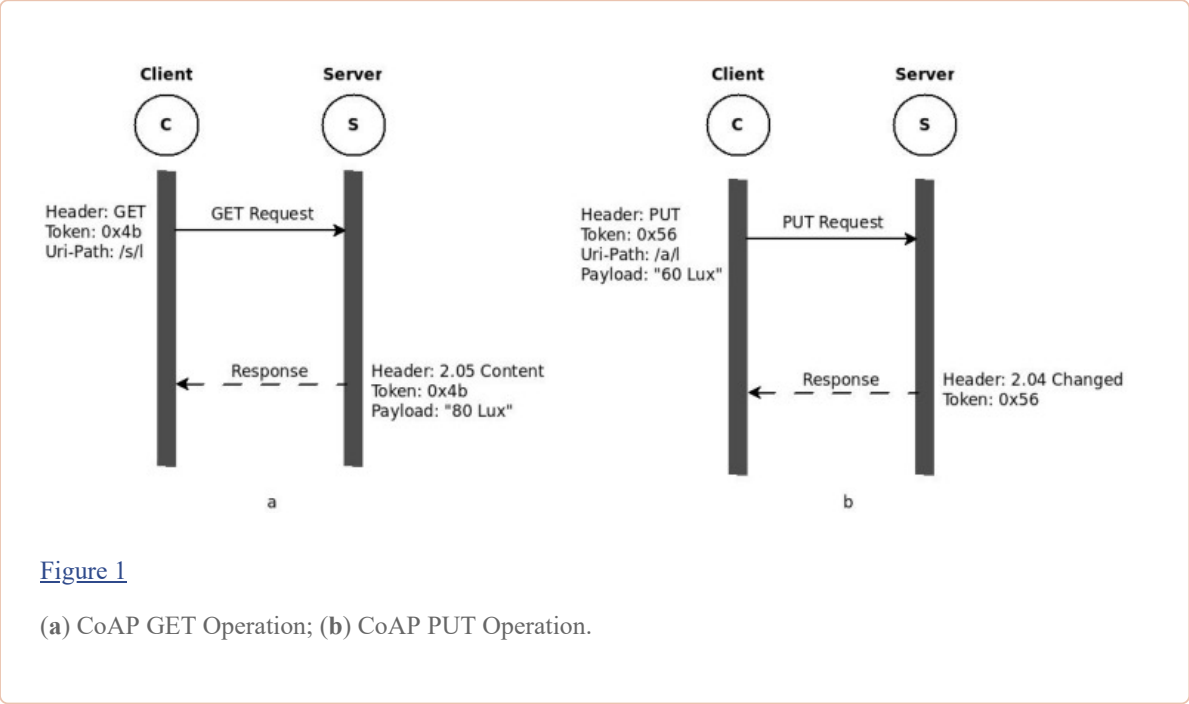 Client
Server
C
S
Header: GET
Token: 0x4b
Uri-Path: /s/l
GET Request
Response
Header: 2.05 Content
Token: 0x4b
Payload: "80 Lux"
a
Client
Server
C
S
Header: PUT
Token: 0x56
Uri-Path: /a/l
Payload: "60 Lux"
PUT Request
Response
Header: 2.04 Changed
Token: 0x56
b
Figure 1
(a) CoAP GET Operation; (b) CoAP PUT Operation.